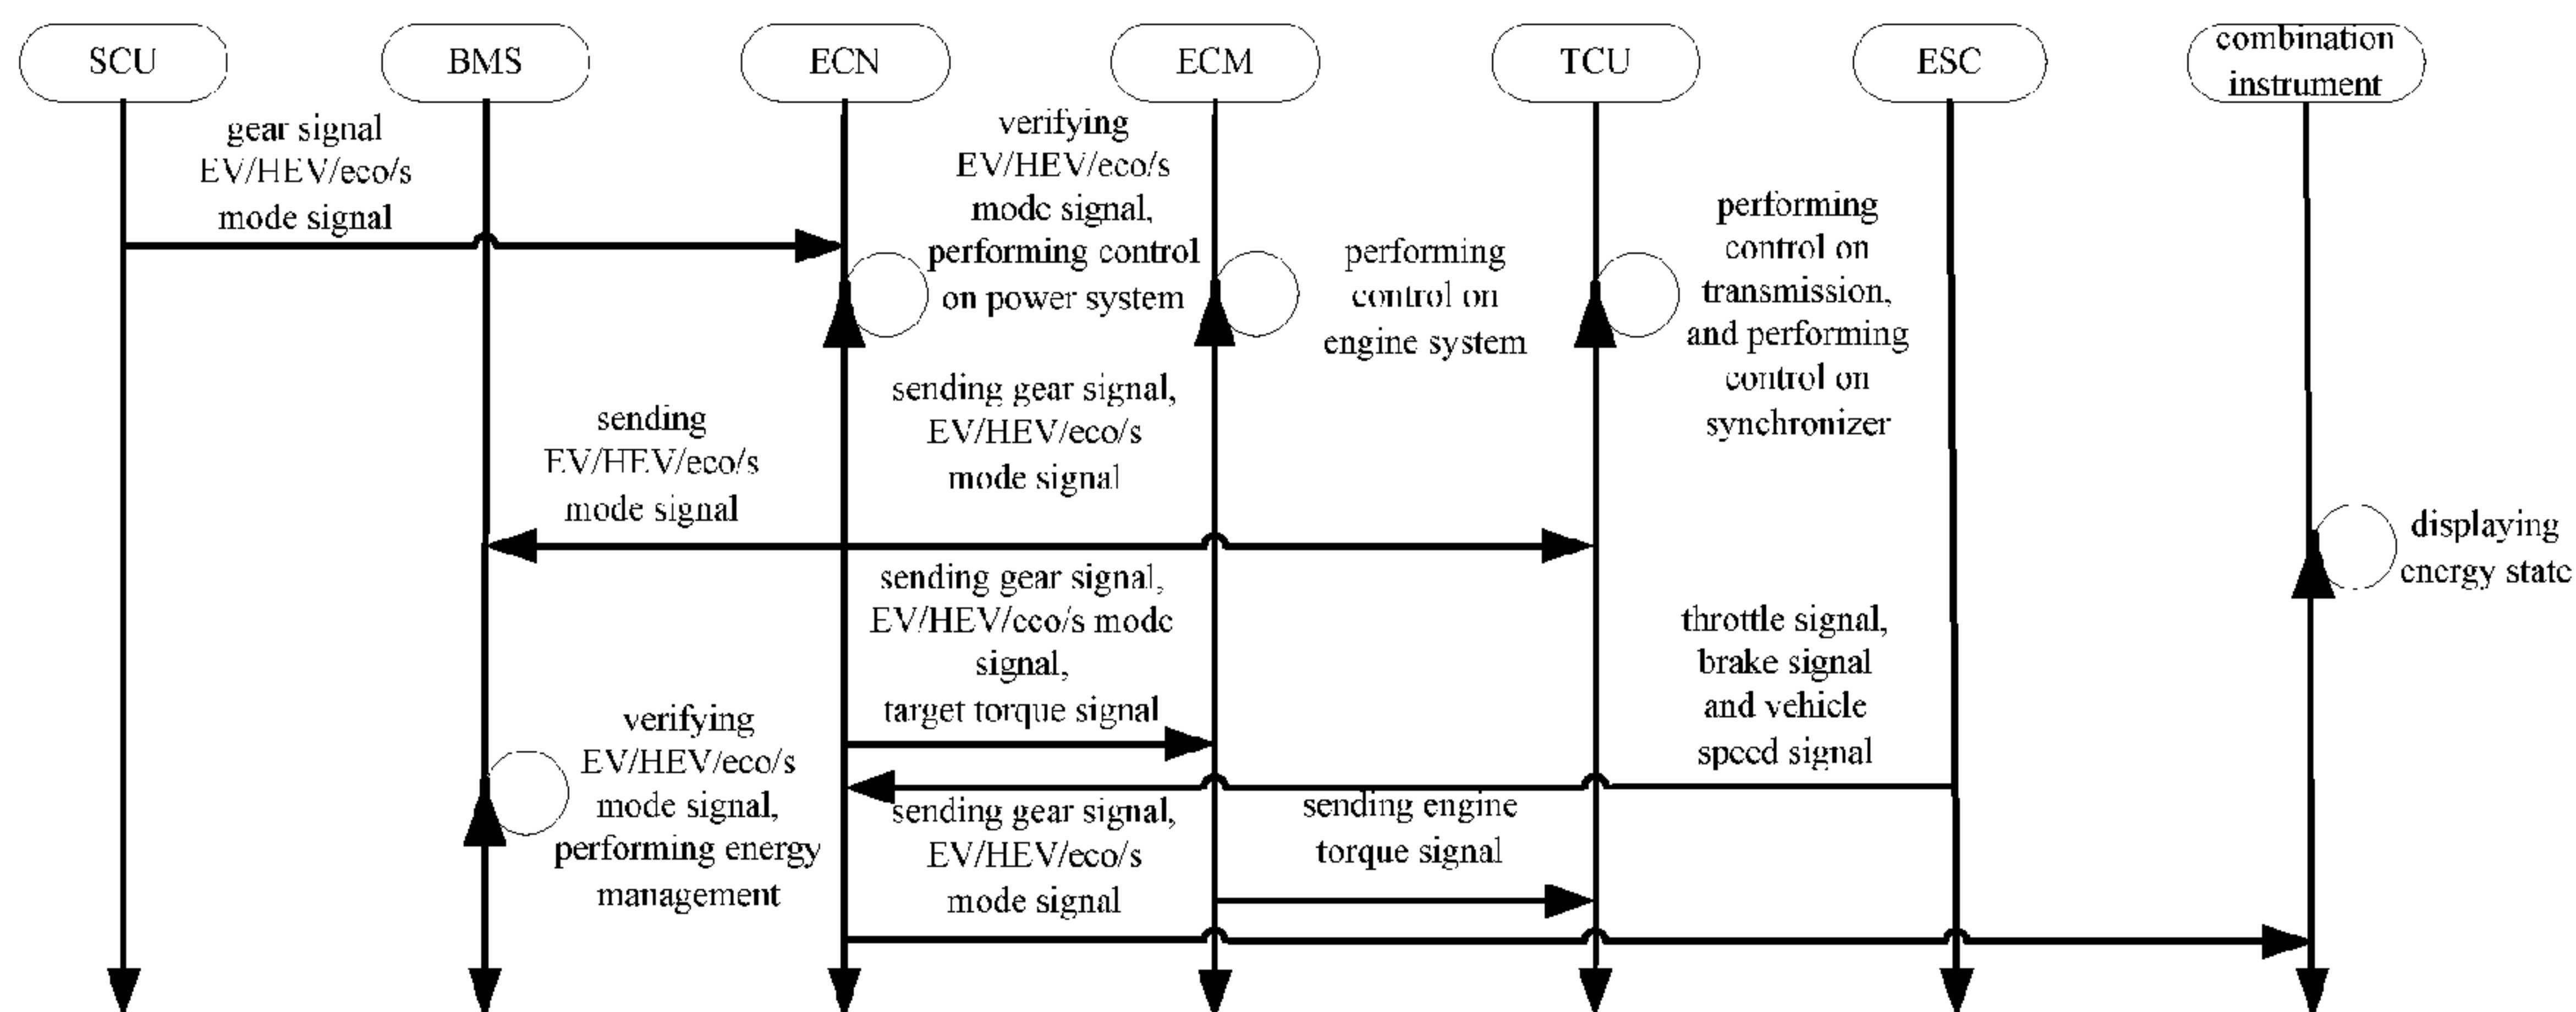 SCU
BMS
ECN
ECM
TCU
ESC
combination
instrument
gear signal
EV/HEV/eco/s
mode signal
verifying
EV/HEV/eco/s
mode signal,
performing control
on power system
performing
control on
engine system
performing
control on
transmission,
and performing
control on
synchronizer
sending
EV/HEV/eco/s
mode signal
sending gear signal,
EV/HEV/eco/s
mode signal
displaying
energy state
sending gear signal,
EV/HEV/eco/s mode
signal,
target torque signal
throttle signal,
brake signal
and vehicle
speed signal
verifying
EV/HEV/eco/s
mode signal,
performing energy
management
sending gear signal,
EV/HEV/eco/s
mode signal
sending engine
torque signal